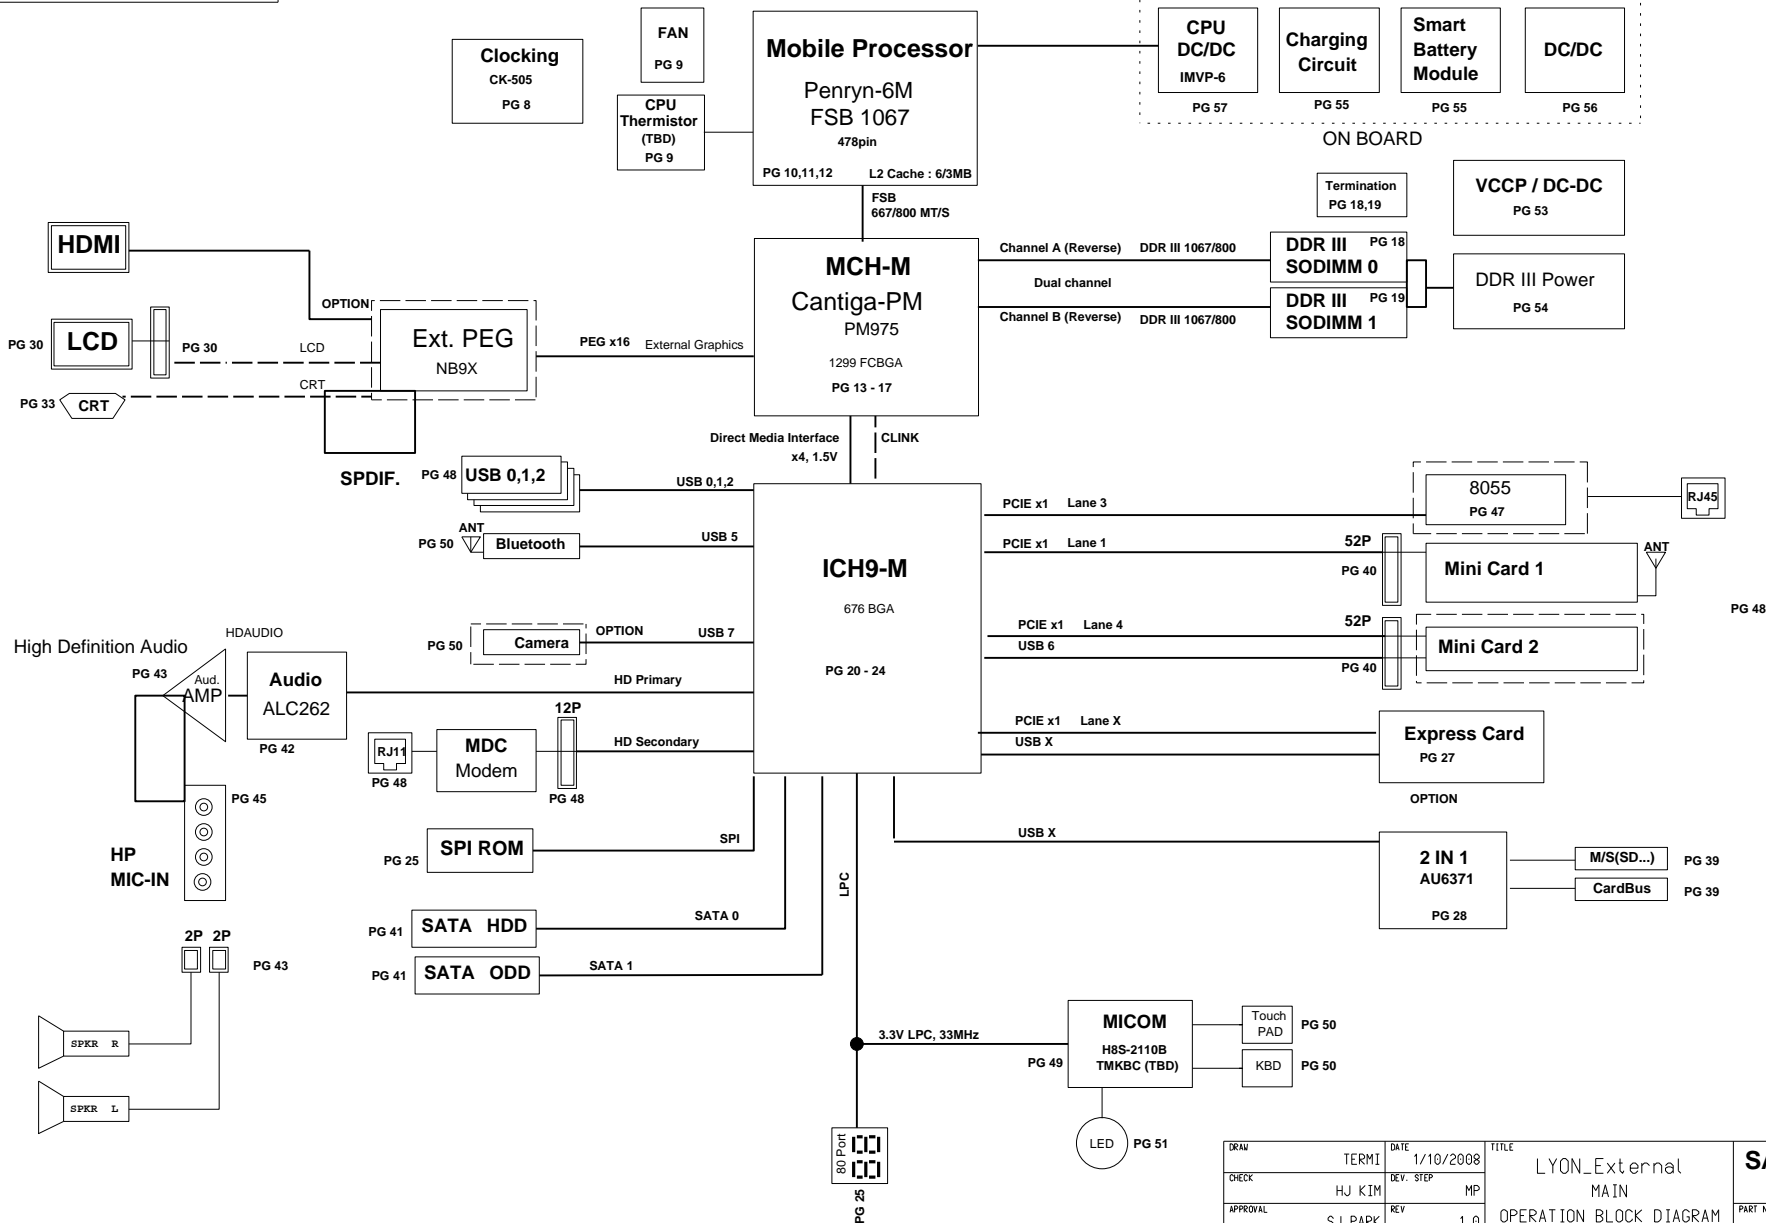 Clocking
CK-505
PG 8
FAN
PG 9
CPU
Thermistor
(TBD)
PG 9
Mobile Processor
Penryn-6M
FSB 1067
478pin
PG 10,11,12
L2 Cache : 6/3MB
FSB
667/800 MT/S
CPU
DC/DC
IMVP-6
PG 57
Charging
Circuit
PG 55
Smart
Battery
Module
PG 55
DC/DC
PG 56
ON BOARD
Termination
PG 18,19
VCCP / DC-DC
PG 53
HDMI
OPTION
PG 30
LCD
PG 30
LCD
CRT
PG 33
CRT
Ext. PEG
NB9X
PEG x16
External Graphics
SPDIF.
MCH-M
Cantiga-PM
PM975
1299 FCBGA
PG 13 - 17
Channel A (Reverse)
DDR III 1067/800
Dual channel
Channel B (Reverse)
DDR III 1067/800
DDR III
PG 18
SODIMM 0
DDR III
PG 19
SODIMM 1
DDR III Power
PG 54
Direct Media Interface
x4, 1.5V
CLINK
PG 48
USB 0,1,2
USB 0,1,2
ANT
PG 50
Bluetooth
USB 5
PG 50
Camera
OPTION
USB 7
ICH9-M
676 BGA
PG 20 - 24
PCIE x1
Lane 3
8055
PG 47
RJ45
PCIE x1
Lane 1
52P
PG 40
Mini Card 1
ANT
PG 48
PCIE x1
Lane 4
USB 6
52P
PG 40
Mini Card 2
PCIE x1
Lane X
USB X
Express Card
PG 27
OPTION
USB X
2 IN 1
AU6371
PG 28
M/S(SD...)
PG 39
CardBus
PG 39
High Definition Audio
HDAUDIO
PG 43
Aud.
AMP
Audio
ALC262
PG 42
HD Primary
RJ11
PG 48
MDC
Modem
12P
PG 48
HD Secondary
PG 45
HP
MIC-IN
PG 25
SPI ROM
SPI
PG 41
SATA HDD
SATA 0
PG 41
SATA ODD
SATA 1
2P
2P
PG 43
SPKR R
SPKR L
LPC
3.3V LPC, 33MHz
PG 49
MICOM
H8S-2110B
TMKBC (TBD)
Touch
PAD
PG 50
KBD
PG 50
LED
PG 51
80 Port
PG 25
DRAW
TERMI
DATE
1/10/2008
TITLE
LYON_External
MAIN
OPERATION BLOCK DIAGRAM
CHECK
HJ KIM
DEV. STEP
MP
APPROVAL
SJ PARK
REV
1.0
SA
PART N